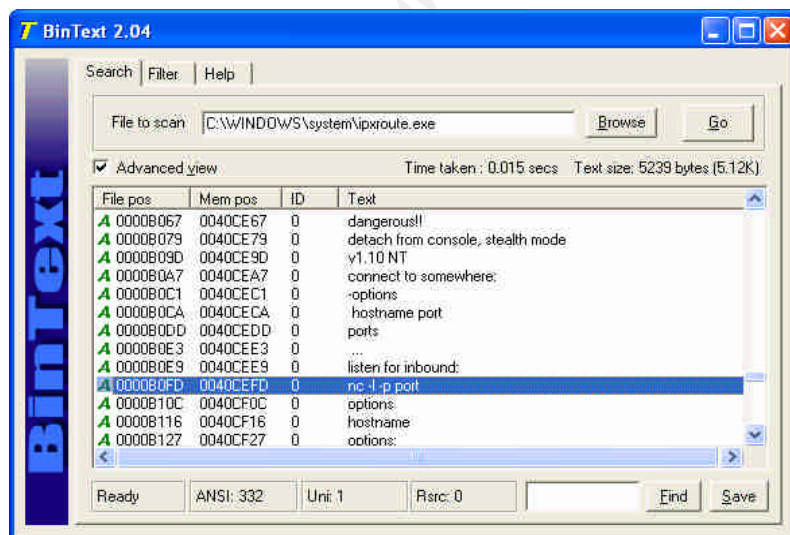 BinText 2.04
Search Filter Help
File to scan C:\WINDOWS\system\ipxroute.exe Browse Go
Advanced view Time taken : 0.015 secs Text size: 5239 bytes (5.12K)
File pos Mem pos ID Text
A 0000B067 0040CE67 0 dangerous!!
A 0000B079 0040CE79 0 detach from console, stealth mode
A 0000B09D 0040CE9D 0 v1.10 NT
A 0000B0A7 0040CEA7 0 connect to somewhere:
A 0000B0C1 0040CEC1 0 -options
A 0000B0CA 0040CECA 0 hostname port
A 0000B0DD 0040CEDD 0 ports
A 0000B0E3 0040CEE3 0 ...
A 0000B0E9 0040CEE9 0 listen for inbound:
A 0000B0FD 0040CEFD 0 nc -l -p port
A 0000B10C 0040CF0C 0 options
A 0000B116 0040CF16 0 hostname
A 0000B127 0040CF27 0 options:
Ready ANSI: 332 Uni: 1 Rsrc: 0 Find Save
BinText